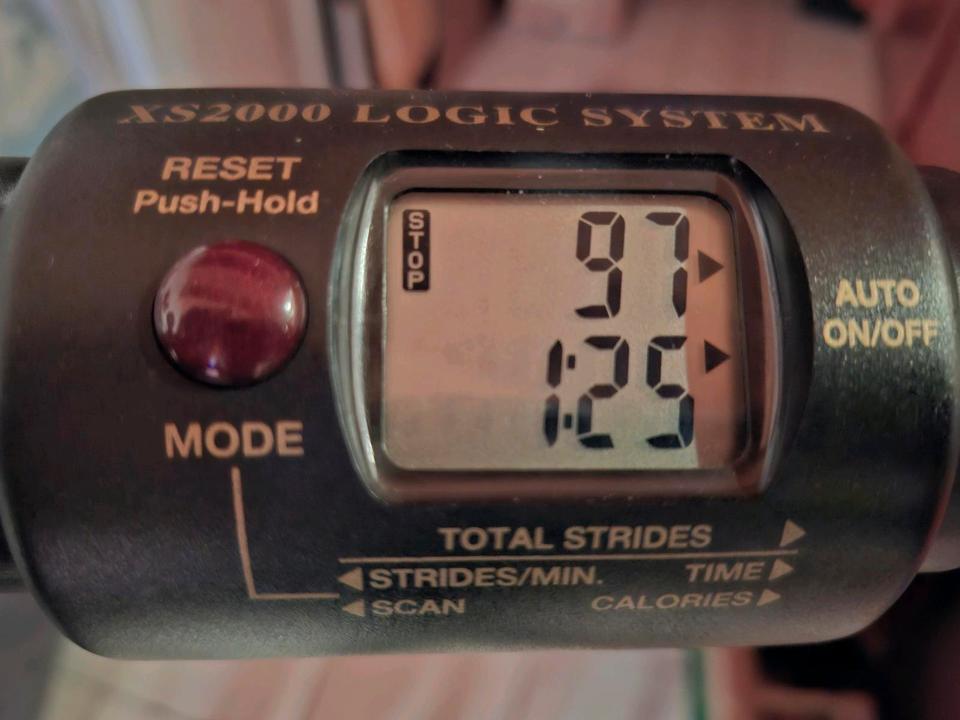 XS2000 LOGIC SYSTEM
RESET
Push-Hold
STOP
97
1:25
AUTO
ON/OFF
MODE
TOTAL STRIDES
STRIDES/MIN. TIME
SCAN CALORIES